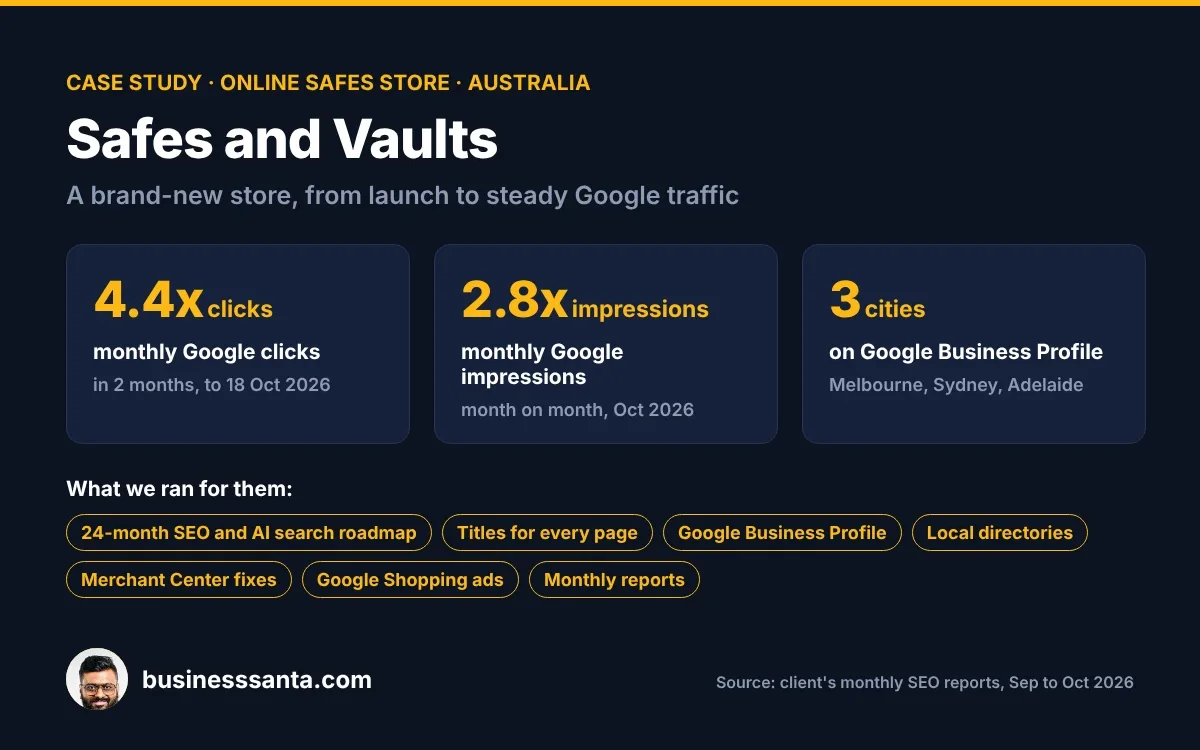 CASE STUDY · ONLINE SAFES STORE · AUSTRALIA
Safes and Vaults
A brand-new store, from launch to steady Google traffic
4.4x clicks
monthly Google clicks
in 2 months, to 18 Oct 2026
2.8x impressions
monthly Google
impressions
month on month, Oct 2026
3 cities
on Google Business Profile
Melbourne, Sydney, Adelaide
What we ran for them:
24-month SEO and AI search roadmap
Titles for every page
Google Business Profile
Local directories
Merchant Center fixes
Google Shopping ads
Monthly reports
businesssanta.com
Source: client's monthly SEO reports, Sep to Oct 2026